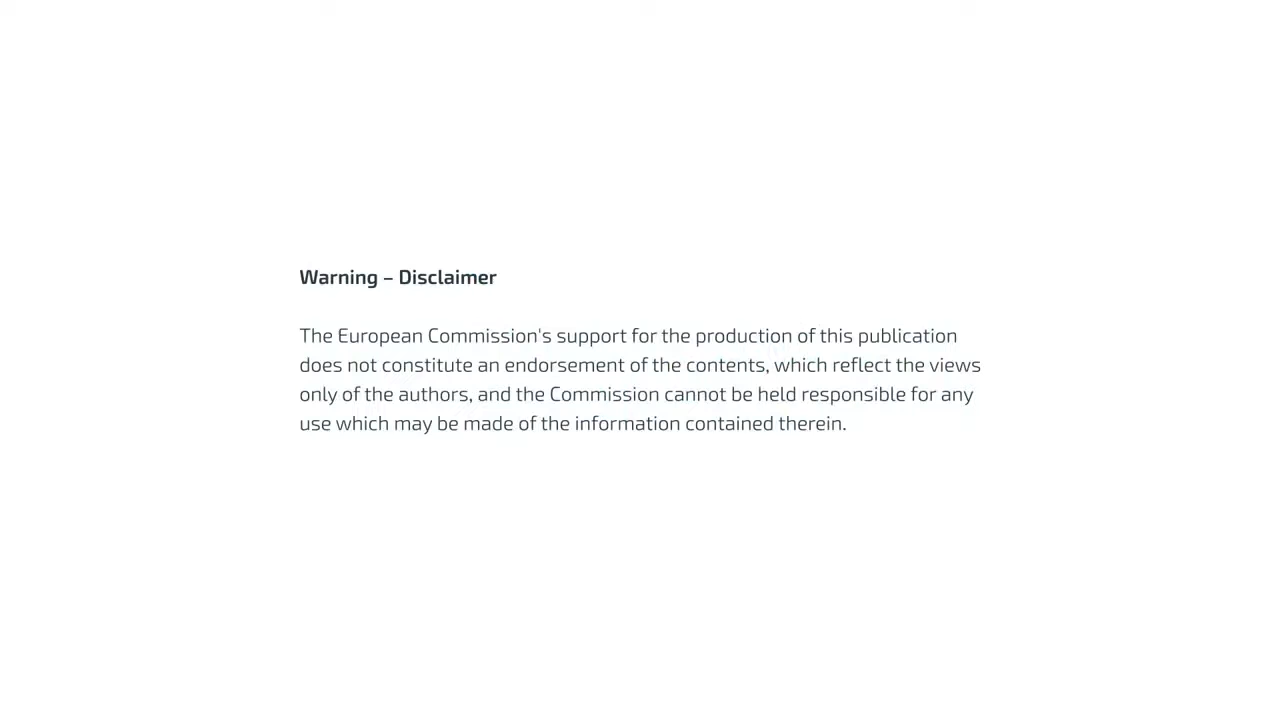 Warning – Disclaimer
The European Commission's support for the production of this publication
does not constitute an endorsement of the contents, which reflect the views
only of the authors, and the Commission cannot be held responsible for any
use which may be made of the information contained therein.